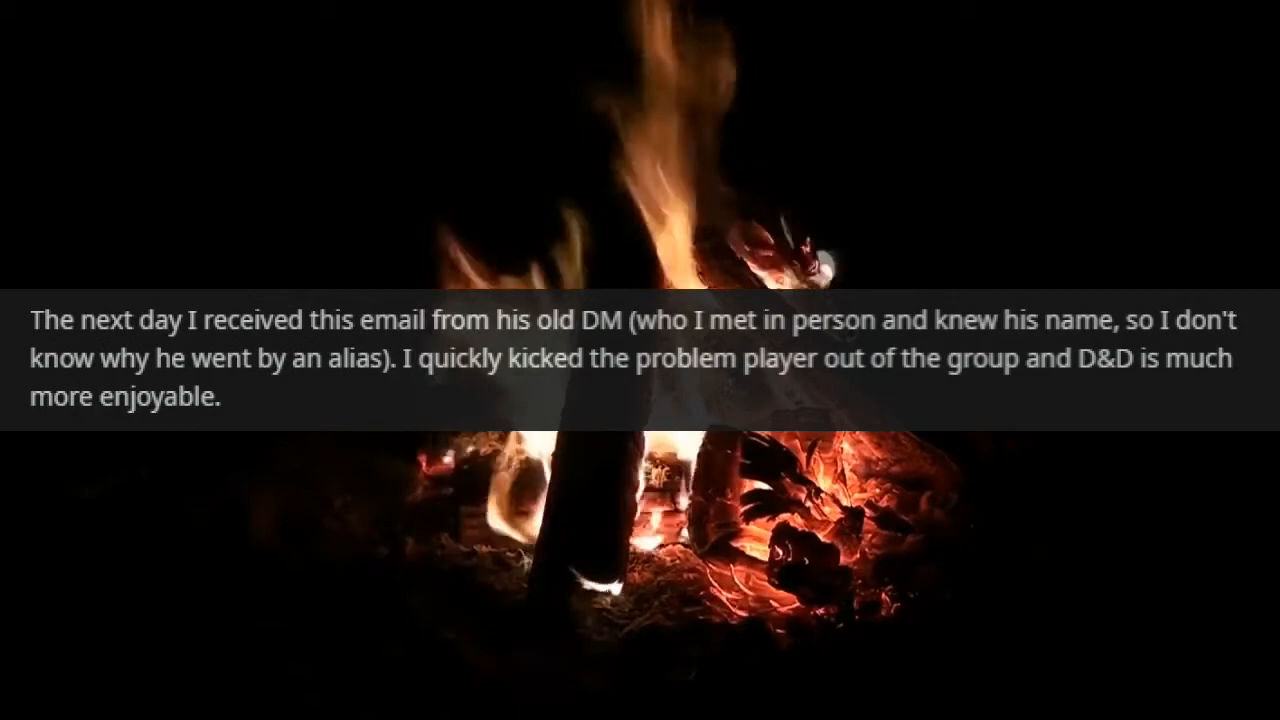 The next day I received this email from his old DM (who I met in person and knew his name, so I don't
know why he went by an alias). I quickly kicked the problem player out of the group and D&D is much
more enjoyable.